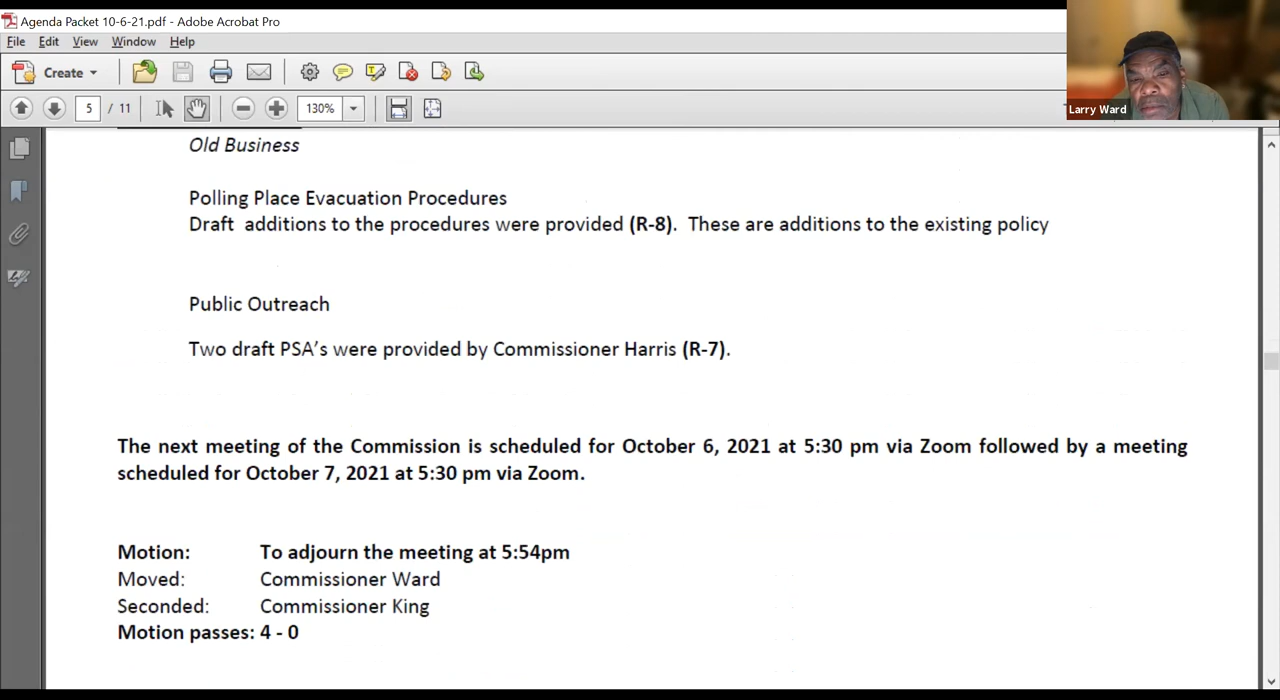 Agenda Packet 10-6-21.pdf - Adobe Acrobat Pro
File Edit View Window Help
Create
5 / 11 130%
Larry Ward
Old Business
Polling Place Evacuation Procedures
Draft additions to the procedures were provided (R-8). These are additions to the existing policy
Public Outreach
Two draft PSA's were provided by Commissioner Harris (R-7).
The next meeting of the Commission is scheduled for October 6, 2021 at 5:30 pm via Zoom followed by a meeting
scheduled for October 7, 2021 at 5:30 pm via Zoom.
Motion: To adjourn the meeting at 5:54pm
Moved: Commissioner Ward
Seconded: Commissioner King
Motion passes: 4 - 0